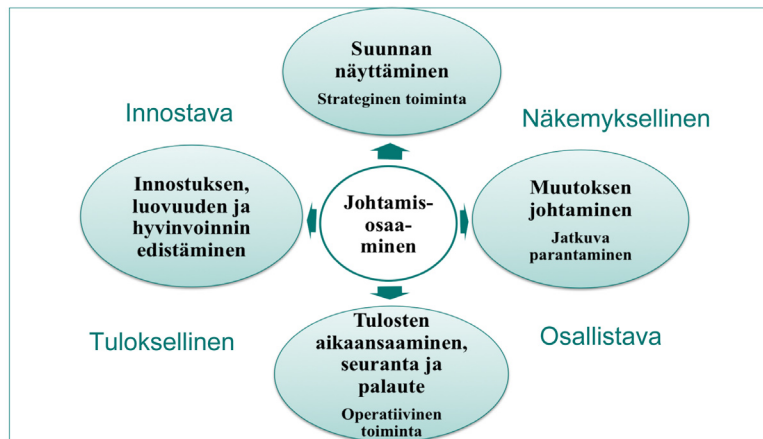 Suunnan
näyttäminen
Strateginen toiminta
Innostava
Näkemyksellinen
Innostuksen,
luovuuden ja
hyvinvoinnin
edistäminen
Johtamis-
osaa-
minen
Muutoksen
johtaminen
Jatkuva
parantaminen
Tuloksellinen
Osallistava
Tulosten
aikaansaaminen,
seuranta ja
palaute
Operatiivinen
toiminta